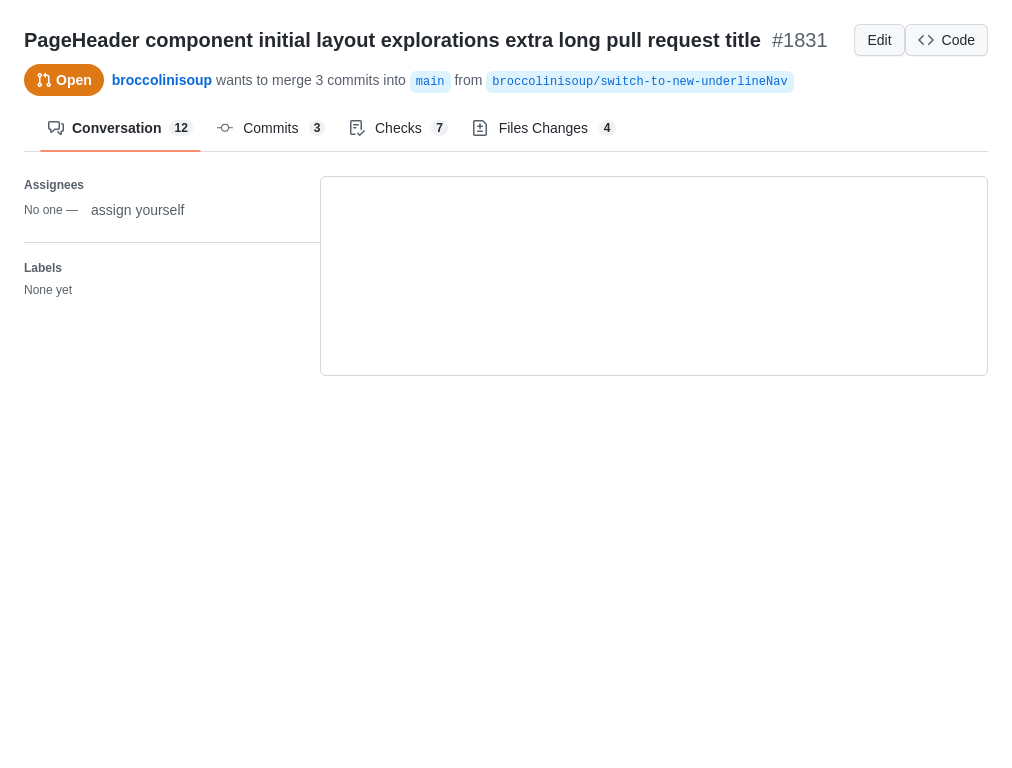 PageHeader component initial layout explorations extra long pull request title #1831
Edit
Code
Open
broccolinisoup wants to merge 3 commits into main from broccolinisoup/switch-to-new-underlineNav
Conversation 12
Commits 3
Checks 7
Files Changes 4
Assignees
No one — assign yourself
Labels
None yet